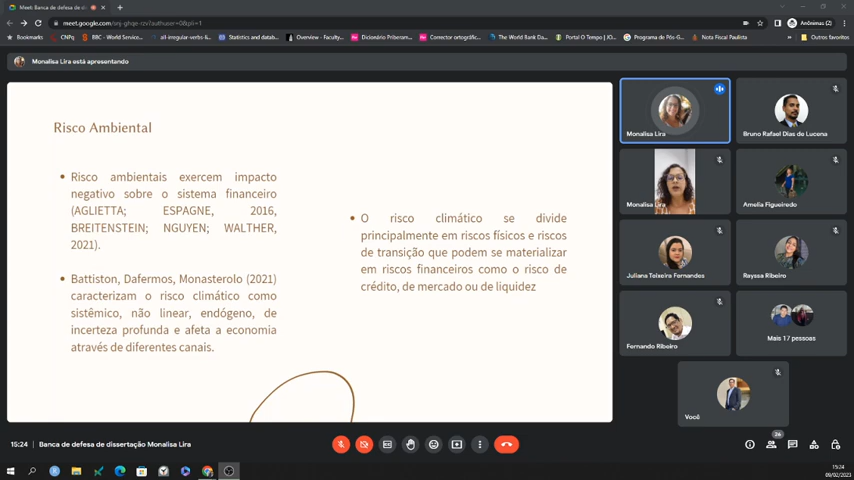 Meet: Banca de defesa de di
meet.google.com/snj-ghqe-rzv?authuser=0&pli=1
Anônimas (2)
Bookmarks
CNPq
BBC - World Service...
all-irregular-verbs-&...
Statistics and datab...
Overview - Faculty...
Dicionário Priberam...
Corrector ortográfic...
The World Bank Da...
Portal O Tempo | JO...
Programa de Pós-G...
Nota Fiscal Paulista
»
Outros favoritos
Monalisa Lira está apresentando
Risco Ambiental
• Risco ambientais exercem impacto
negativo sobre o sistema financeiro
(AGLIETTA; ESPAGNE, 2016,
BREITENSTEIN; NGUYEN; WALTHER,
2021).
• Battiston, Dafermos, Monasterolo (2021)
caracterizam o risco climático como
sistêmico, não linear, endógeno, de
incerteza profunda e afeta a economia
através de diferentes canais.
• O risco climático se divide
principalmente em riscos físicos e riscos
de transição que podem se materializar
em riscos financeiros como o risco de
crédito, de mercado ou de liquidez
Monalisa Lira
Bruno Rafael Dias de Lucena
Monalisa Lira
Amelia Figueiredo
Juliana Teixeira Fernandes
Rayssa Ribeiro
Fernando Ribeiro
Mais 17 pessoas
Você
15:24 | Banca de defesa de dissertação Monalisa Lira
26
15:24
09/02/2023